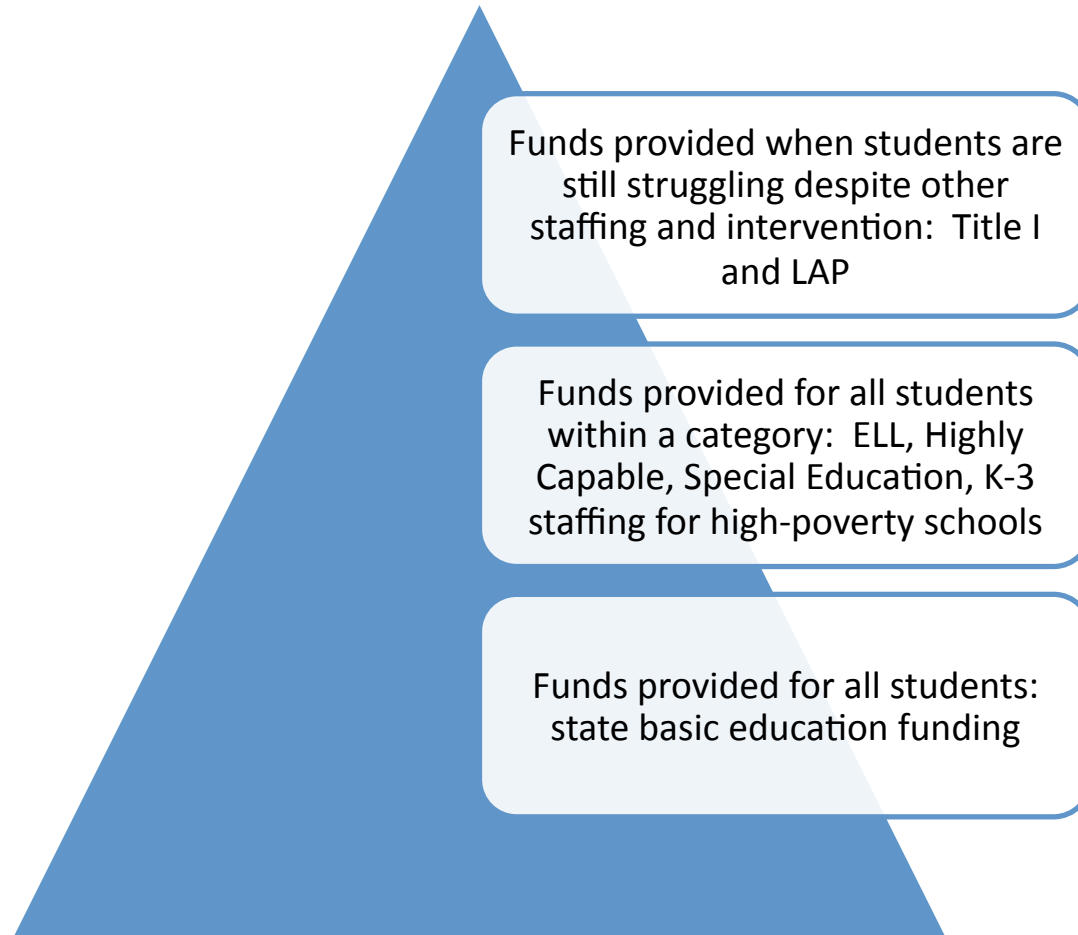 Funds provided when students are
still struggling despite other
staffing and intervention:  Title I
and LAP
Funds provided for all students
within a category:  ELL, Highly
Capable, Special Education, K-3
staffing for high-poverty schools
Funds provided for all students:
state basic education funding